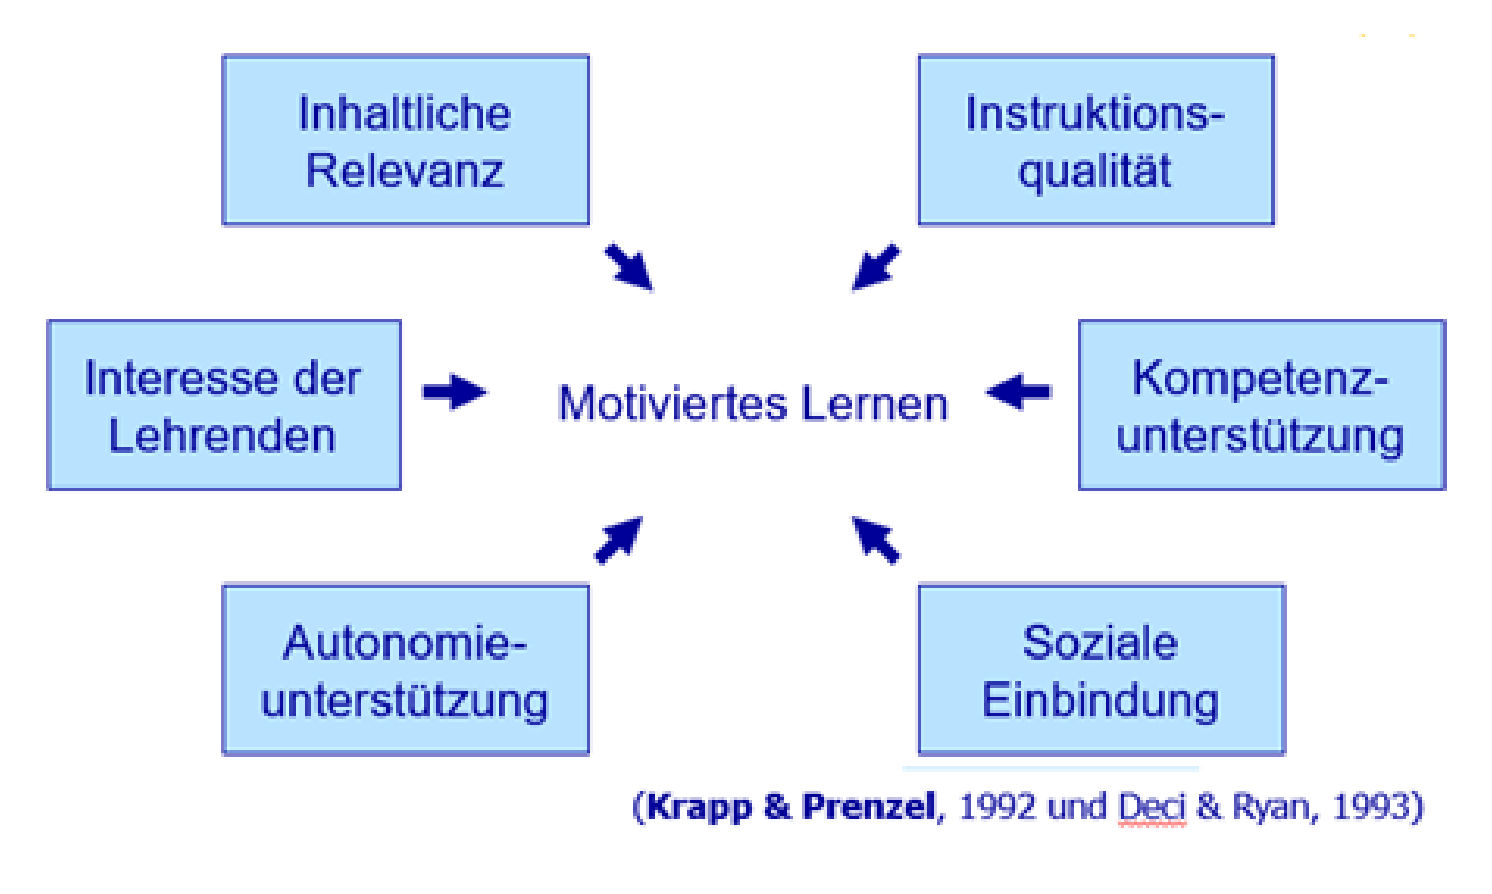 Inhaltliche
Relevanz
Instruktions-
qualität
Interesse der
Lehrenden
Motiviertes Lernen
Kompetenz-
unterstützung
Autonomie-
unterstützung
Soziale
Einbindung
(Krapp & Prenzel, 1992 und Deci & Ryan, 1993)